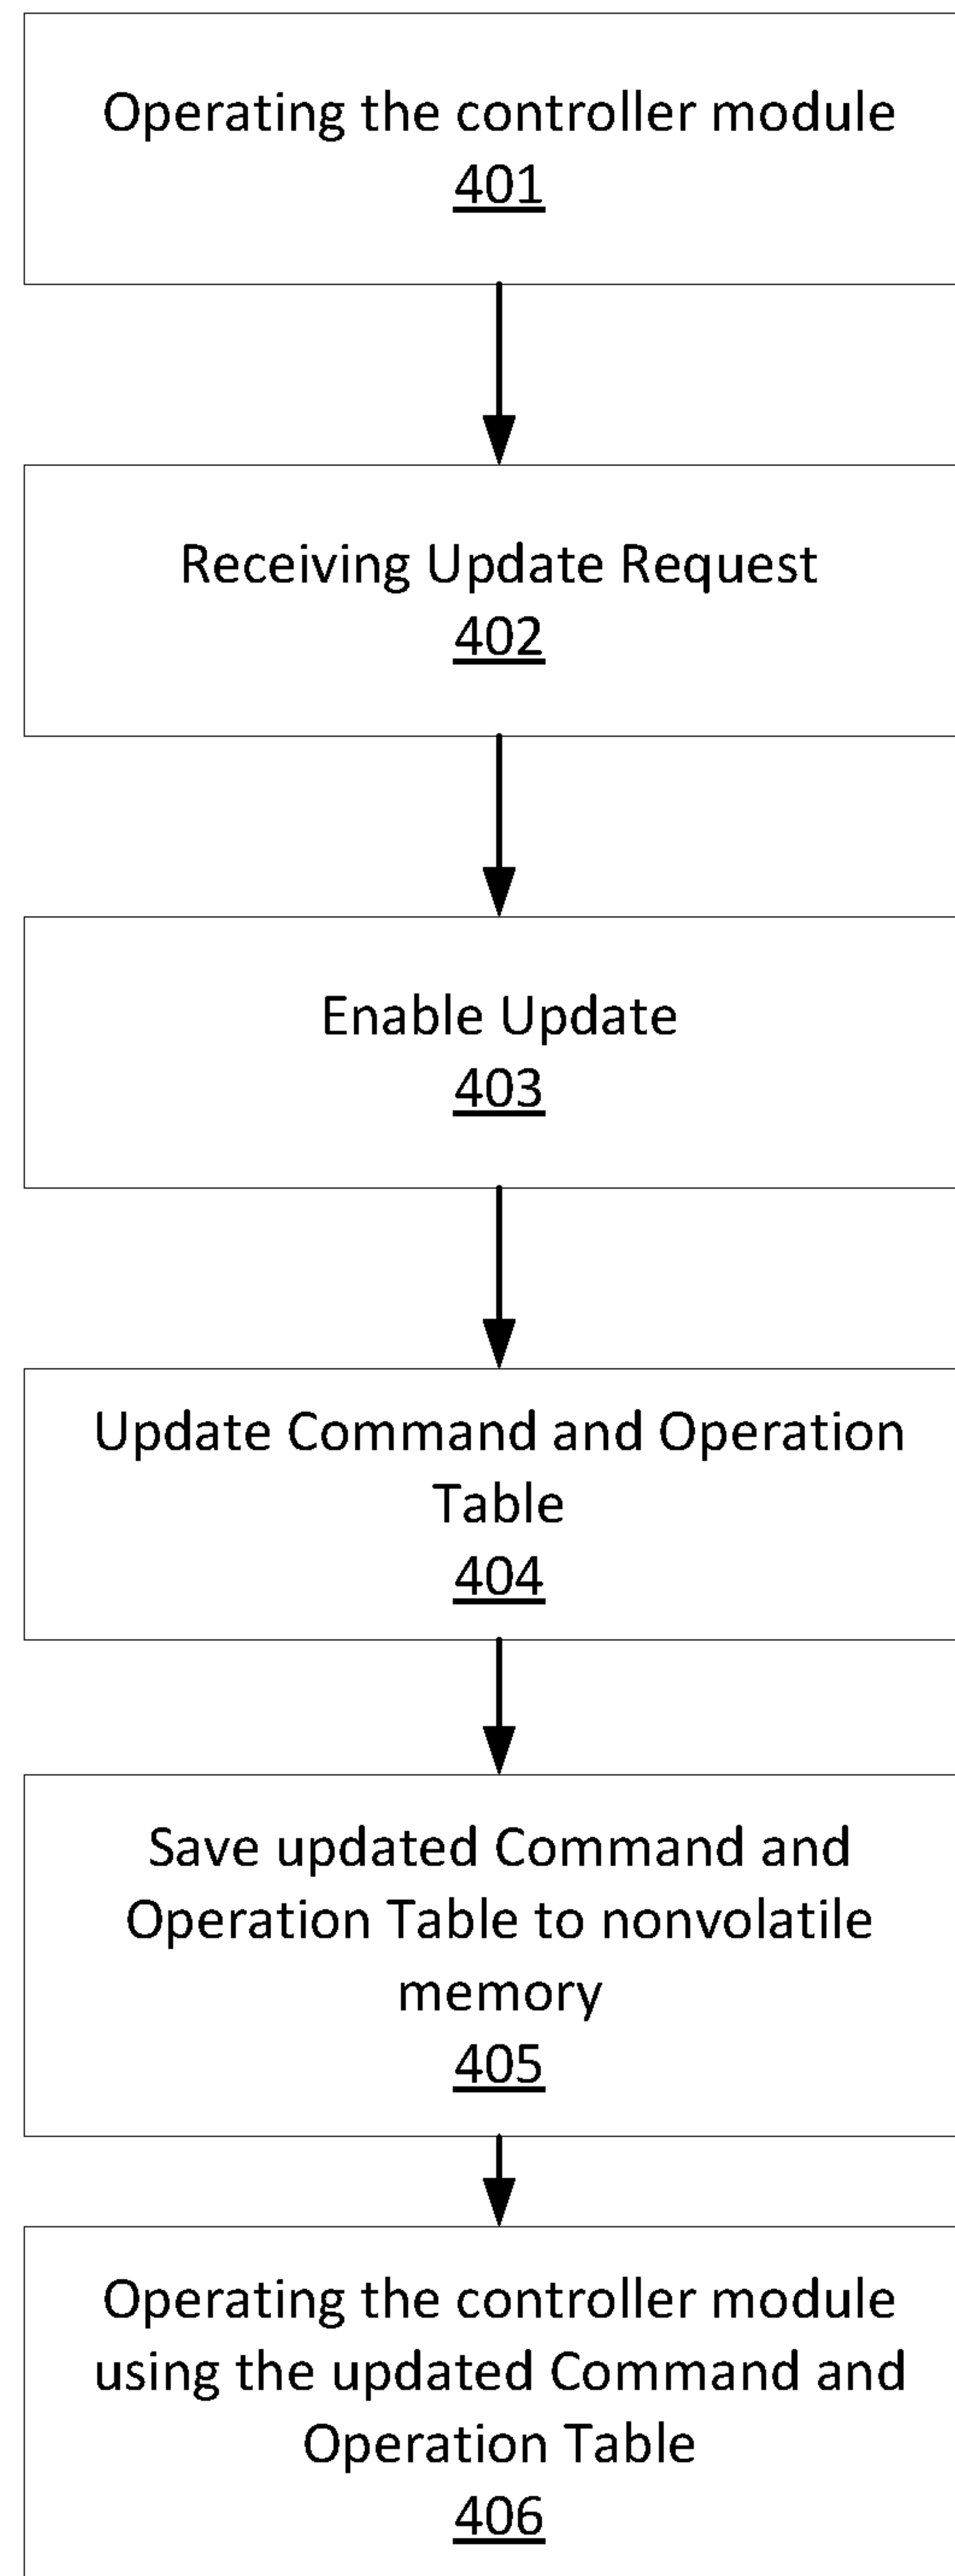 Operating the controller module
401
Receiving Update Request
402
Enable Update
403
Update Command and Operation
Table
404
Save updated Command and
Operation Table to nonvolatile
memory
405
Operating the controller module
using the updated Command and
Operation Table
406